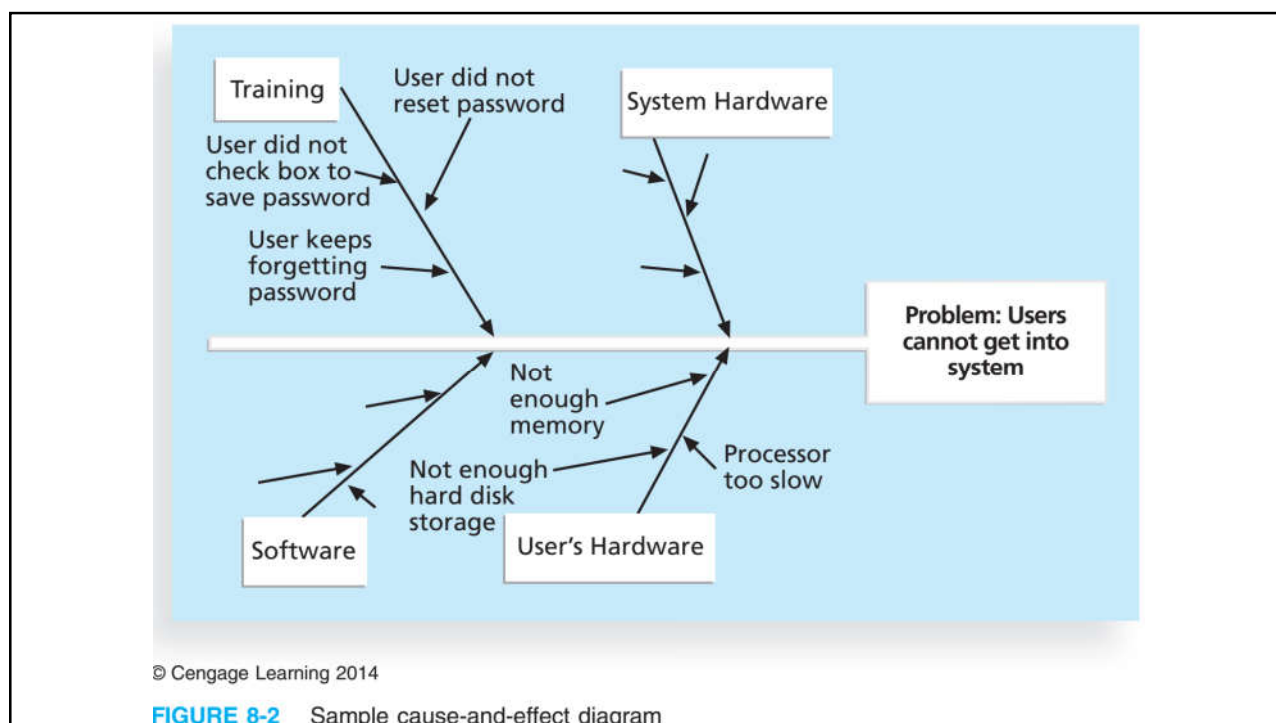 Training
User did not
reset password
System Hardware
User did not
check box to
save password
User keeps
forgetting
password
Problem: Users
cannot get into
system
Not
enough
memory
Not enough
hard disk
storage
Processor
too slow
Software
User's Hardware
© Cengage Learning 2014
FIGURE 8-2 Sample cause-and-effect diagram